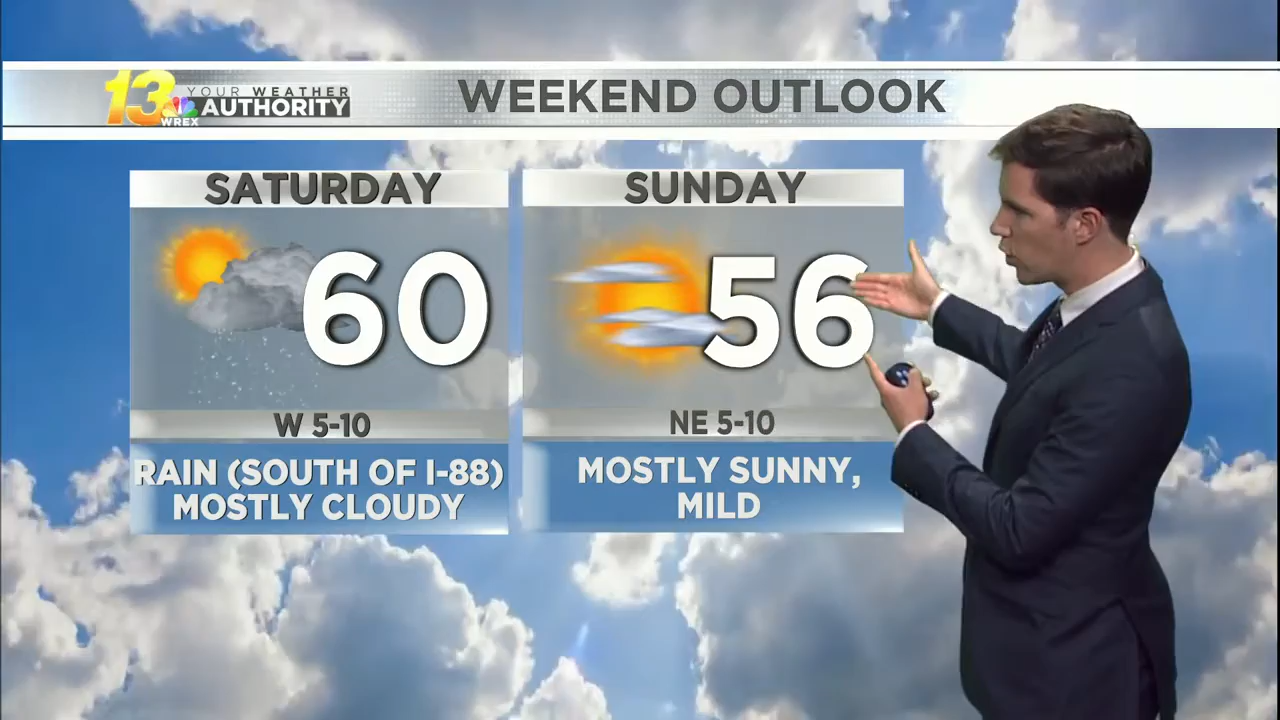 13 YOUR WEATHER
WREX AUTHORITY
WEEKEND OUTLOOK
SATURDAY
60
W 5-10
RAIN (SOUTH OF I-88)
MOSTLY CLOUDY
SUNDAY
56
NE 5-10
MOSTLY SUNNY,
MILD